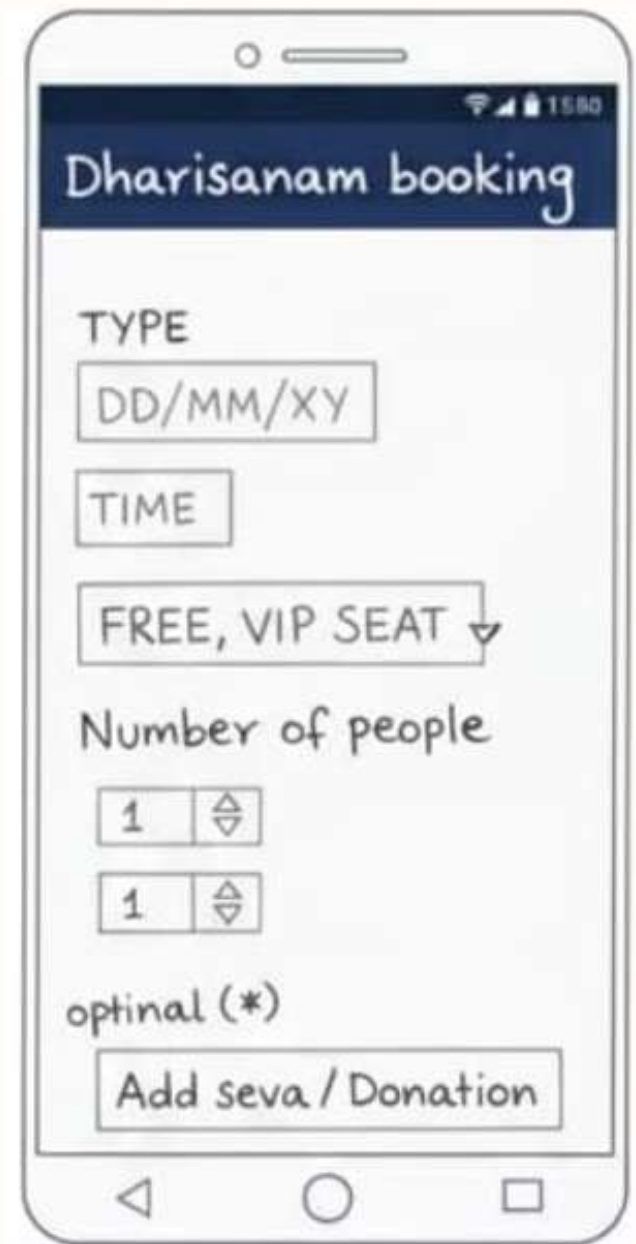 1580
Dharisanam booking
TYPE
DD/MM/XY
TIME
FREE, VIP SEAT
Number of people
1
1
optinal (*)
Add seva / Donation